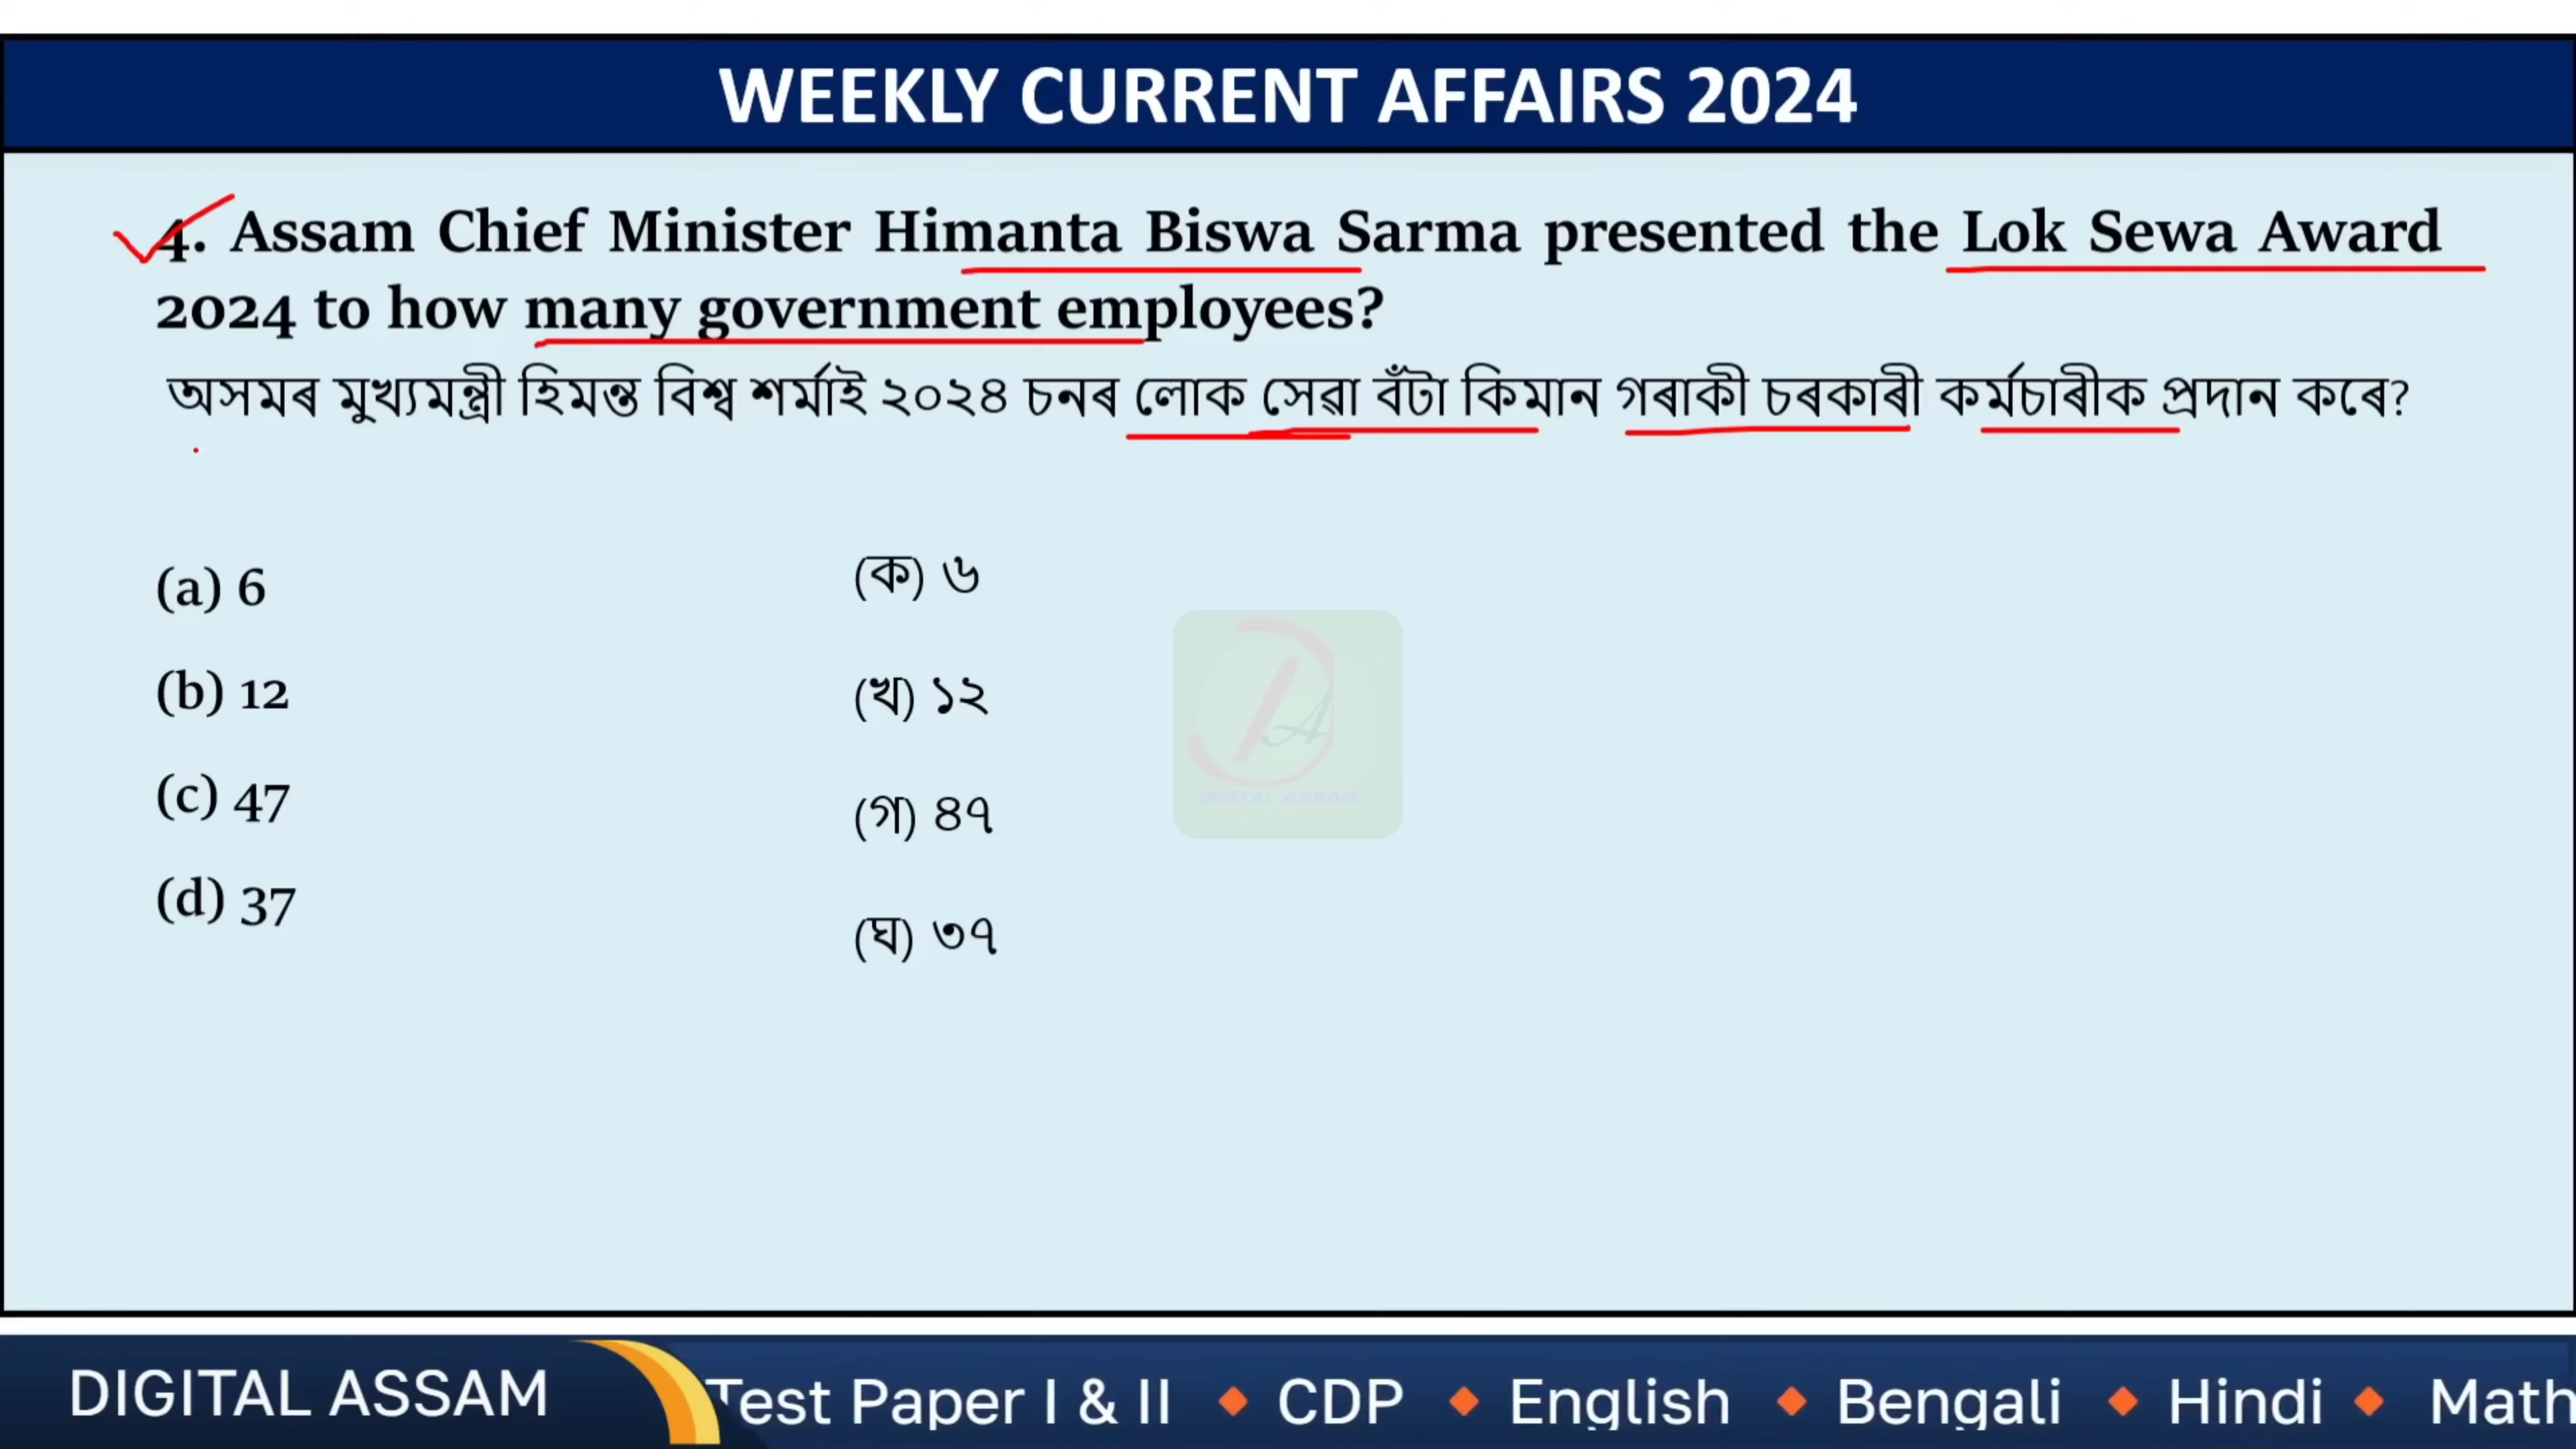 WEEKLY CURRENT AFFAIRS 2024
4. Assam Chief Minister Himanta Biswa Sarma presented the Lok Sewa Award
2024 to how many government employees?
অসমৰ মুখ্যমন্ত্ৰী হিমন্ত বিশ্ব শৰ্মাই ২০২৪ চনৰ লোক সেৱা বঁটা কিমান গৰাকী চৰকাৰী কৰ্মচাৰীক প্ৰদান কৰে?
(a) 6
(b) 12
(c) 47
(d) 37
(ক) ৬
(খ) ১২
(গ) ৪৭
(ঘ) ৩৭
DIGITAL ASSAM
DIGITAL ASSAM
Test Paper I & II ♦ CDP ♦ English ♦ Bengali ♦ Hindi ♦ Math